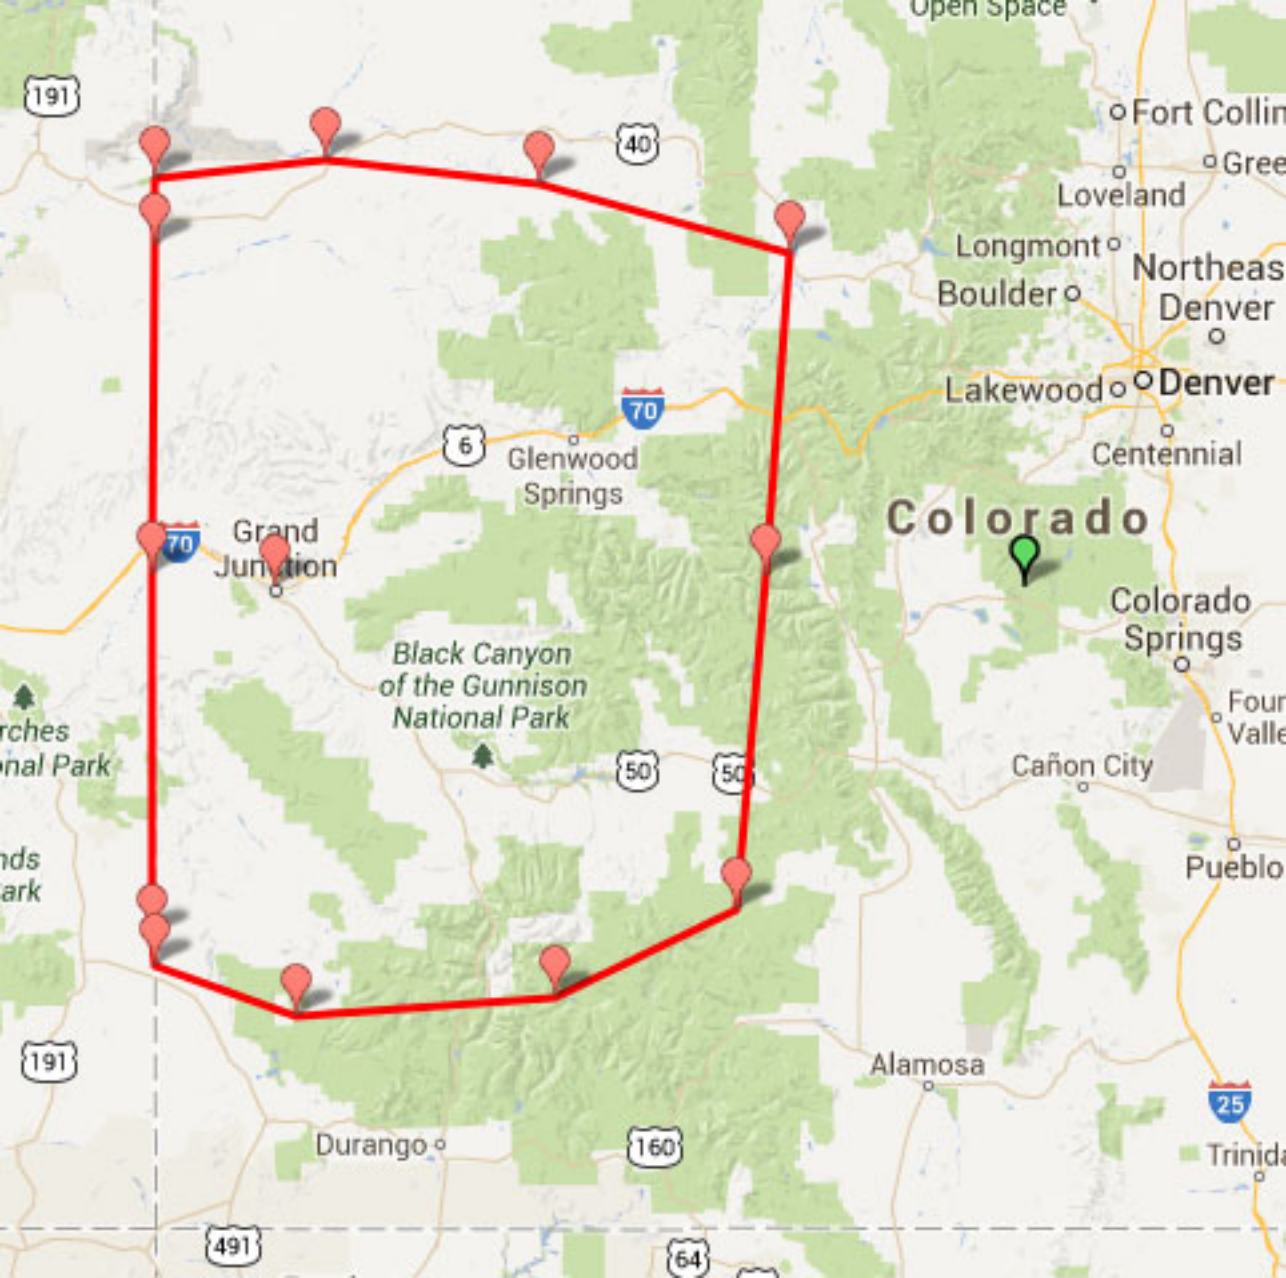 Open Space
191
Fort Collin
40
Gree
Loveland
Longmont
Northeas
Denver
Boulder
Lakewood
Denver
70
6
Glenwood
Springs
Centennial
Colorado
Grand
Junction
70
Colorado
Springs
Black Canyon
of the Gunnison
National Park
Foun
Valle
rches
onal Park
50
50
Cañon City
nds
ark
Pueblo
191
Alamosa
25
Durango
160
Trinida
491
64